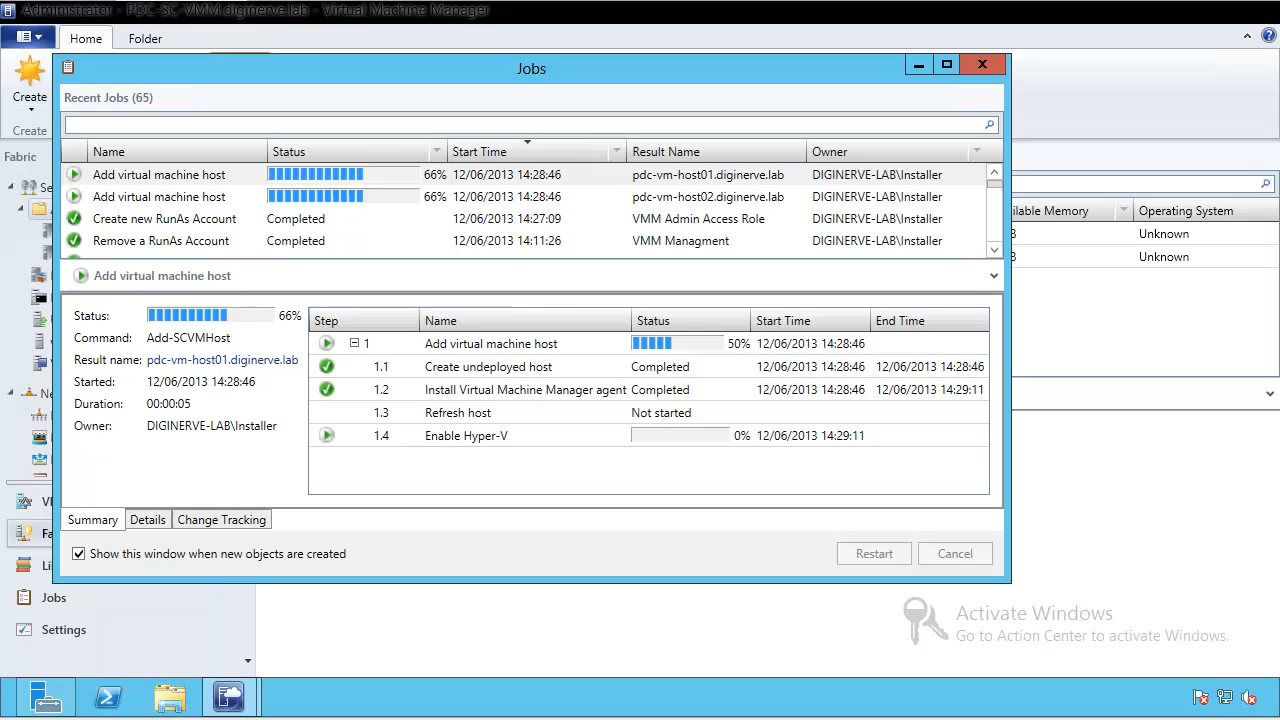 Administrator - PDC-SC-VMM.diginerve.lab - Virtual Machine Manager
Home Folder
Create
Create
Fabric
Jobs
Recent Jobs (65)
Name Status Start Time Result Name Owner
Add virtual machine host 66% 12/06/2013 14:28:46 pdc-vm-host01.diginerve.lab DIGINERVE-LAB\Installer
Add virtual machine host 66% 12/06/2013 14:28:46 pdc-vm-host02.diginerve.lab DIGINERVE-LAB\Installer
Create new RunAs Account Completed 12/06/2013 14:27:09 VMM Admin Access Role DIGINERVE-LAB\Installer
Remove a RunAs Account Completed 12/06/2013 14:11:26 VMM Managment DIGINERVE-LAB\Installer
Add virtual machine host
Status: 66%
Command: Add-SCVMHost
Result name: pdc-vm-host01.diginerve.lab
Started: 12/06/2013 14:28:46
Duration: 00:00:05
Owner: DIGINERVE-LAB\Installer
Step Name Status Start Time End Time
1 Add virtual machine host 50% 12/06/2013 14:28:46
1.1 Create undeployed host Completed 12/06/2013 14:28:46 12/06/2013 14:28:46
1.2 Install Virtual Machine Manager agent Completed 12/06/2013 14:28:46 12/06/2013 14:29:11
1.3 Refresh host Not started
1.4 Enable Hyper-V 0% 12/06/2013 14:29:11
Summary Details Change Tracking
Show this window when new objects are created
Restart Cancel
Memory Operating System
Unknown
Unknown
Jobs
Settings
Activate Windows
Go to Action Center to activate Windows.